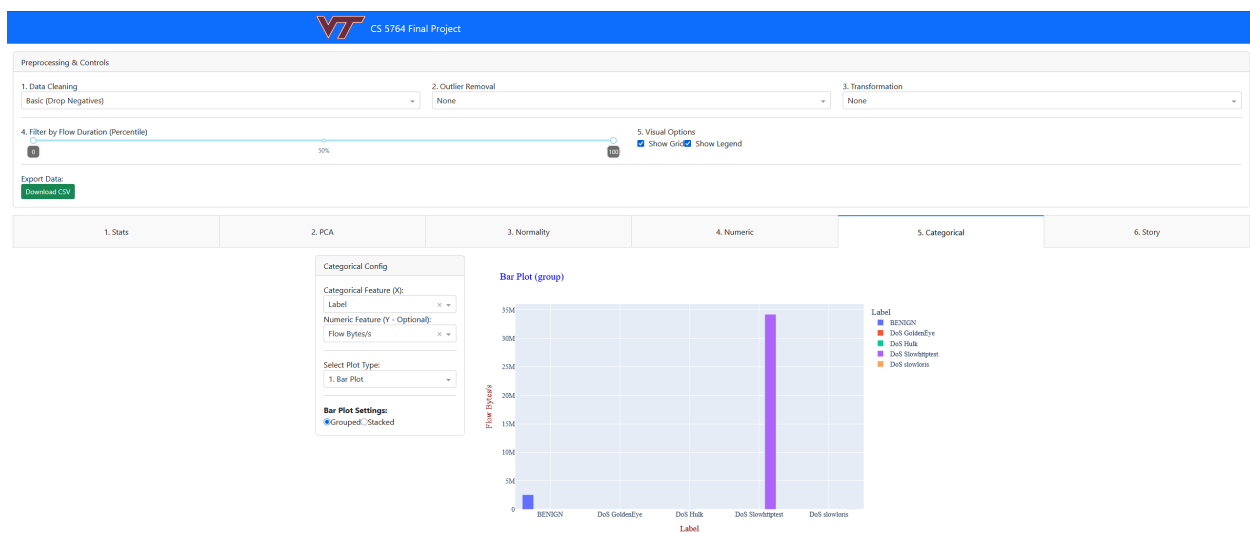 VT CS 5764 Final Project
Preprocessing & Controls
1. Data Cleaning
Basic (Drop Negatives)
2. Outlier Removal
None
3. Transformation
None
4. Filter by Flow Duration (Percentile)
0
50%
100
5. Visual Options
Show Grid Show Legend
Export Data:
Download CSV
1. Stats
2. PCA
3. Normality
4. Numeric
5. Categorical
6. Story
Categorical Config
Categorical Feature (X):
Label × 
Numeric Feature (Y - Optional):
Flow Bytes/s ×
Select Plot Type:
1. Bar Plot
Bar Plot Settings:
Grouped Stacked
Bar Plot (group)
35M
30M
25M
20M
15M
10M
5M
0
Flow Bytes/s
BENIGN DoS GoldenEye DoS Hulk DoS Slowhttptest DoS slowloris
Label
Label
BENIGN
DoS GoldenEye
DoS Hulk
DoS Slowhttptest
DoS slowloris